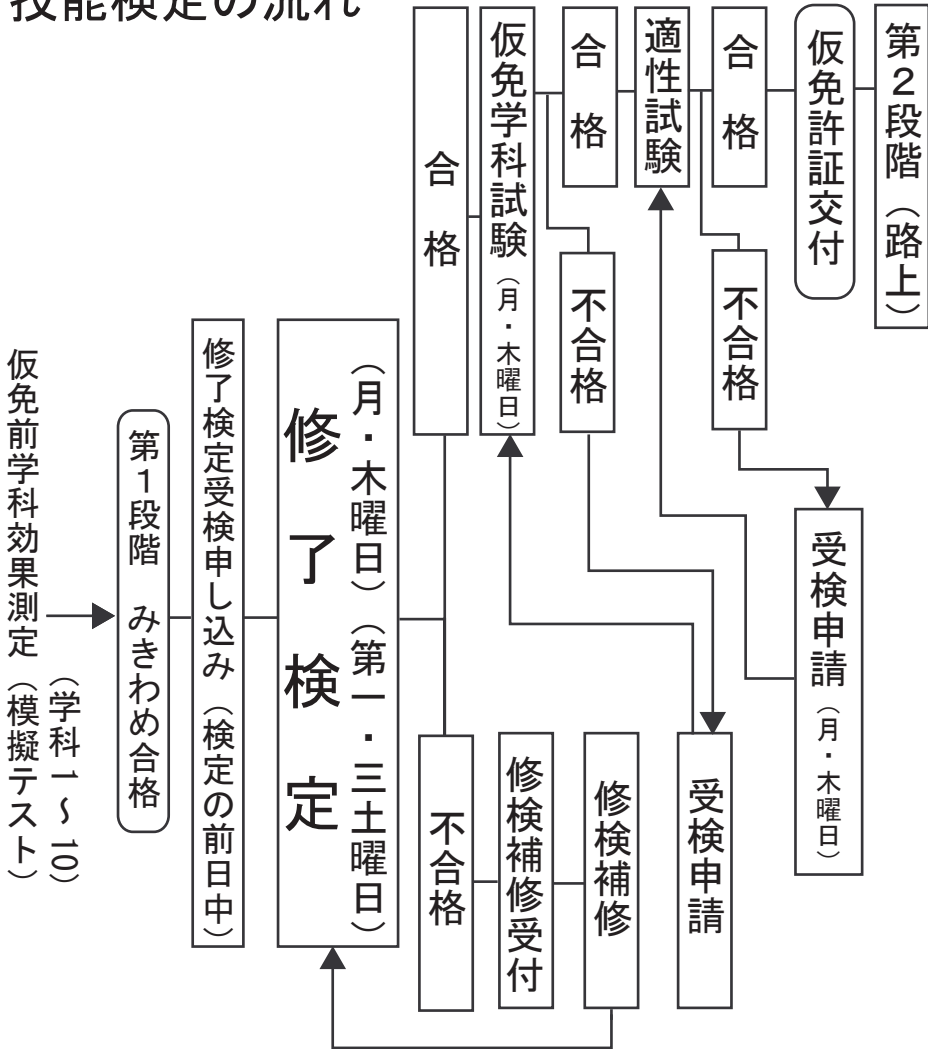 技能検定の流れ
仮免前学科効果測定（模擬テスト）
（学科1～10）
第1段階　みきわめ合格
修了検定受検申し込み（検定の前日中）
修了検定
（月・木曜日）（第一・三土曜日）
合格
不合格
修検補修受付
修検補修
仮免学科試験（月・木曜日）
合格
不合格
受検申請
適性試験
合格
不合格
受検申請（月・木曜日）
仮免許証交付
第2段階（路上）